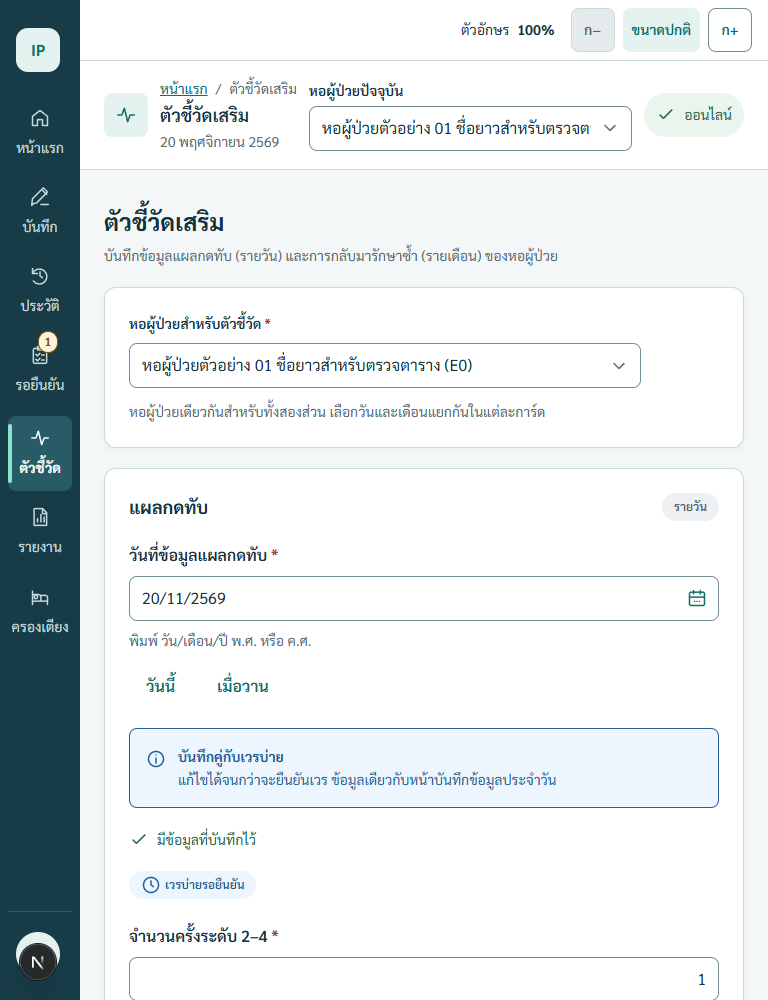 IP
หน้าแรก
บันทึก
ประวัติ
1
รอยืนยัน
ตัวชี้วัด
รายงาน
ครองเตียง
N
ตัวอักษร 100% ก− ขนาดปกติ ก+
หน้าแรก / ตัวชี้วัดเสริม
ตัวชี้วัดเสริม
20 พฤศจิกายน 2569
หอผู้ป่วยปัจจุบัน
หอผู้ป่วยตัวอย่าง 01 ชื่อยาวสำหรับตรวจต
ออนไลน์
ตัวชี้วัดเสริม
บันทึกข้อมูลแผลกดทับ (รายวัน) และการกลับมารักษาซ้ำ (รายเดือน) ของหอผู้ป่วย
หอผู้ป่วยสำหรับตัวชี้วัด *
หอผู้ป่วยตัวอย่าง 01 ชื่อยาวสำหรับตรวจตาราง (E0)
หอผู้ป่วยเดียวกันสำหรับทั้งสองส่วน เลือกวันและเดือนแยกกันในแต่ละการ์ด
แผลกดทับ รายวัน
วันที่ข้อมูลแผลกดทับ *
20/11/2569
พิมพ์ วัน/เดือน/ปี พ.ศ. หรือ ค.ศ.
วันนี้ เมื่อวาน
บันทึกคู่กับเวรบ่าย
แก้ไขได้จนกว่าจะยืนยันเวร ข้อมูลเดียวกับหน้าบันทึกข้อมูลประจำวัน
มีข้อมูลที่บันทึกไว้
เวรบ่ายรอยืนยัน
จำนวนครั้งระดับ 2–4 *
1